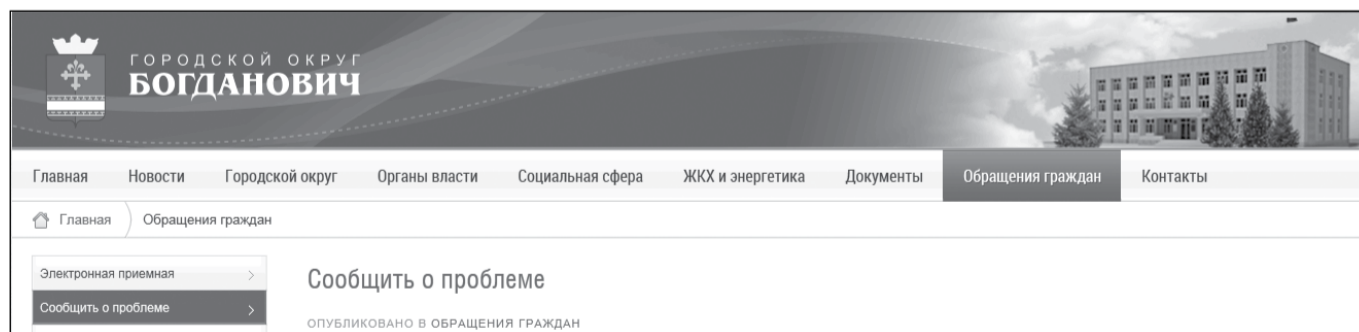 ГОРОДСКОЙ ОКРУГ
БОГДАНОВИЧ
Главная Новости Городской округ Органы власти Социальная сфера ЖКХ и энергетика Документы Обращения граждан Контакты
Главная Обращения граждан
Электронная приемная
Сообщить о проблеме
Сообщить о проблеме
ОПУБЛИКОВАНО В ОБРАЩЕНИЯ ГРАЖДАН